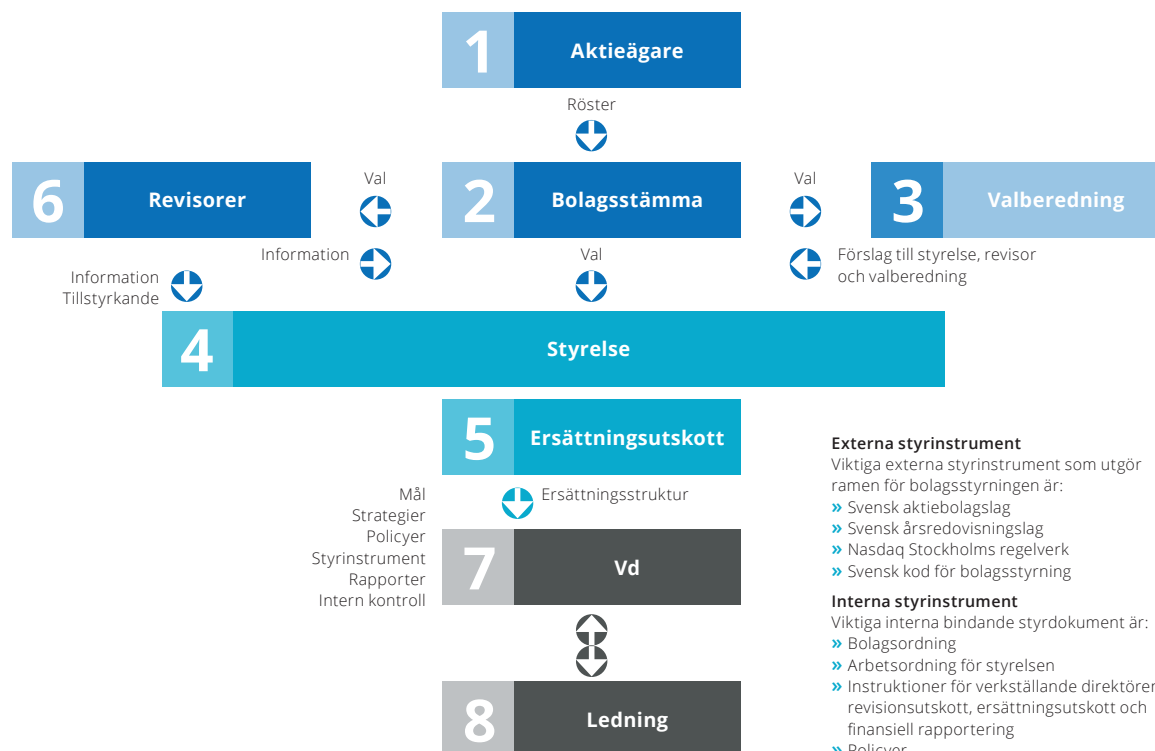 1 Aktieägare
Röster
6 Revisorer
Val
2 Bolagsstämma
Val
3 Valberedning
Information
Val
Förslag till styrelse, revisor
och valberedning
Information
Tillstyrkande
4 Styrelse
5 Ersättningsutskott
Mål
Strategier
Policyer
Styrinstrument
Rapporter
Intern kontroll
Ersättningsstruktur
7 Vd
8 Ledning
Externa styrinstrument
Viktiga externa styrinstrument som utgör
ramen för bolagsstyrningen är:
» Svensk aktiebolagslag
» Svensk årsredovisningslag
» Nasdaq Stockholms regelverk
» Svensk kod för bolagsstyrning
Interna styrinstrument
Viktiga interna bindande styrdokument är:
» Bolagsordning
» Arbetsordning för styrelsen
» Instruktioner för verkställande direktören
revisionsutskott, ersättningsutskott och
finansiell rapportering
» Policyer